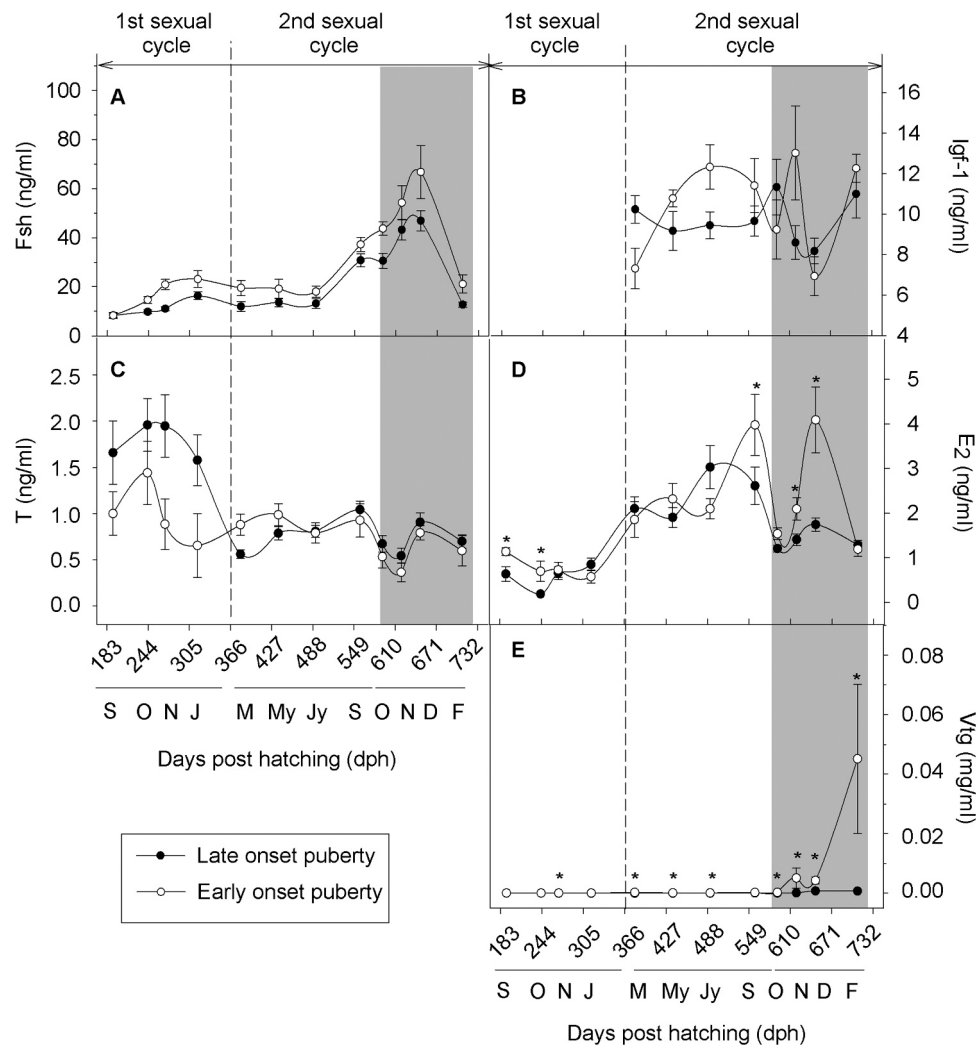 1st sexual
cycle
2nd sexual
cycle
1st sexual
cycle
2nd sexual
cycle
A
100
80
60
40
20
0
Fsh (ng/ml)
B
16
14
12
10
8
6
4
Igf-1
(ng/ml)
C
2.5
2.0
1.5
1.0
0.5
0.0
T (ng/ml)
D
* * * * *
5
4
3
2
1
0
E2
(ng/ml)
183 244 305 366 427 488 549 610 671 732
S O N J M My Jy S O N D F
Days post hatching (dph)
E
* * * * * * * *
0.08
0.06
0.04
0.02
0.00
Vtg (mg/ml)
183 244 305 366 427 488 549 610 671 732
S O N J M My Jy S O N D F
Days post hatching (dph)
Late onset puberty
Early onset puberty